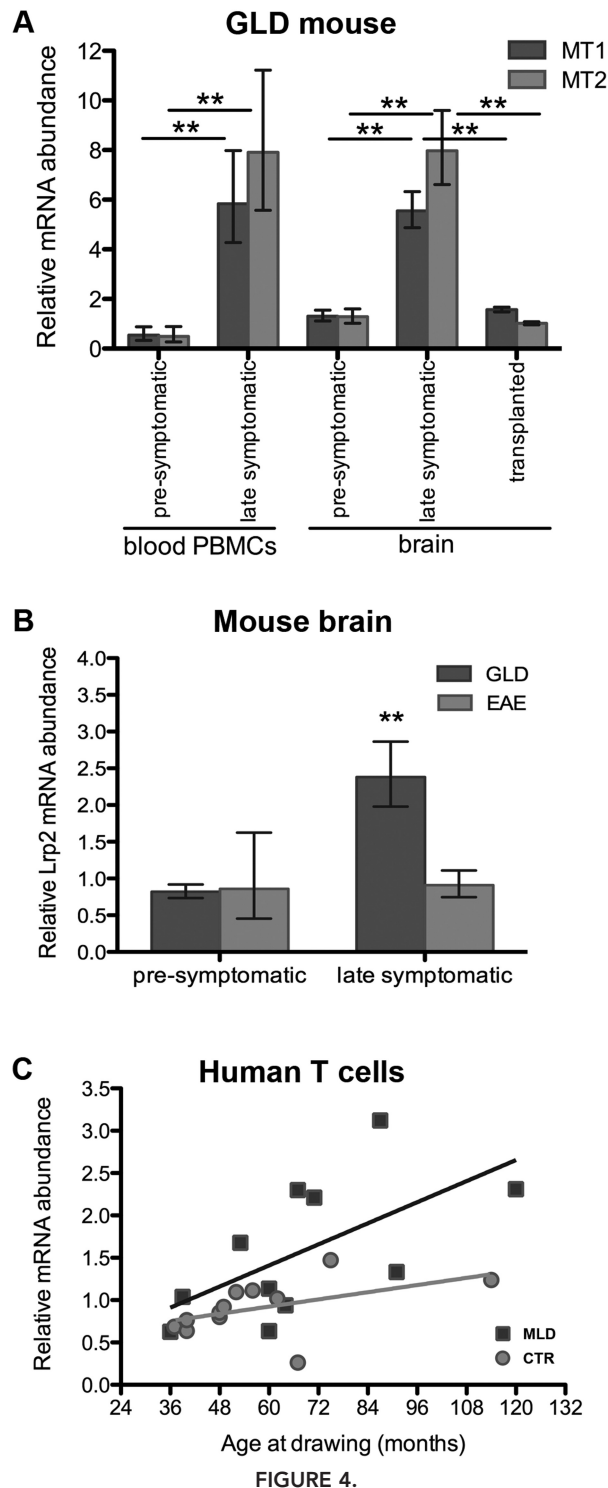 A
GLD mouse
MT1
MT2
Relative mRNA abundance
12
10
8
6
4
2
0
** ** ** ** ** **
pre-symptomatic
late symptomatic
pre-symptomatic
late symptomatic
transplanted
blood PBMCs
brain
B
Mouse brain
GLD
EAE
Relative Lrp2 mRNA abundance
4.0
3.5
3.0
2.5
2.0
1.5
1.0
0.5
0.0
**
pre-symptomatic late symptomatic
C
Human T cells
Relative mRNA abundance
3.5
3.0
2.5
2.0
1.5
1.0
0.5
0.0
MLD
CTR
24 36 48 60 72 84 96 108 120 132
Age at drawing (months)
FIGURE 4.